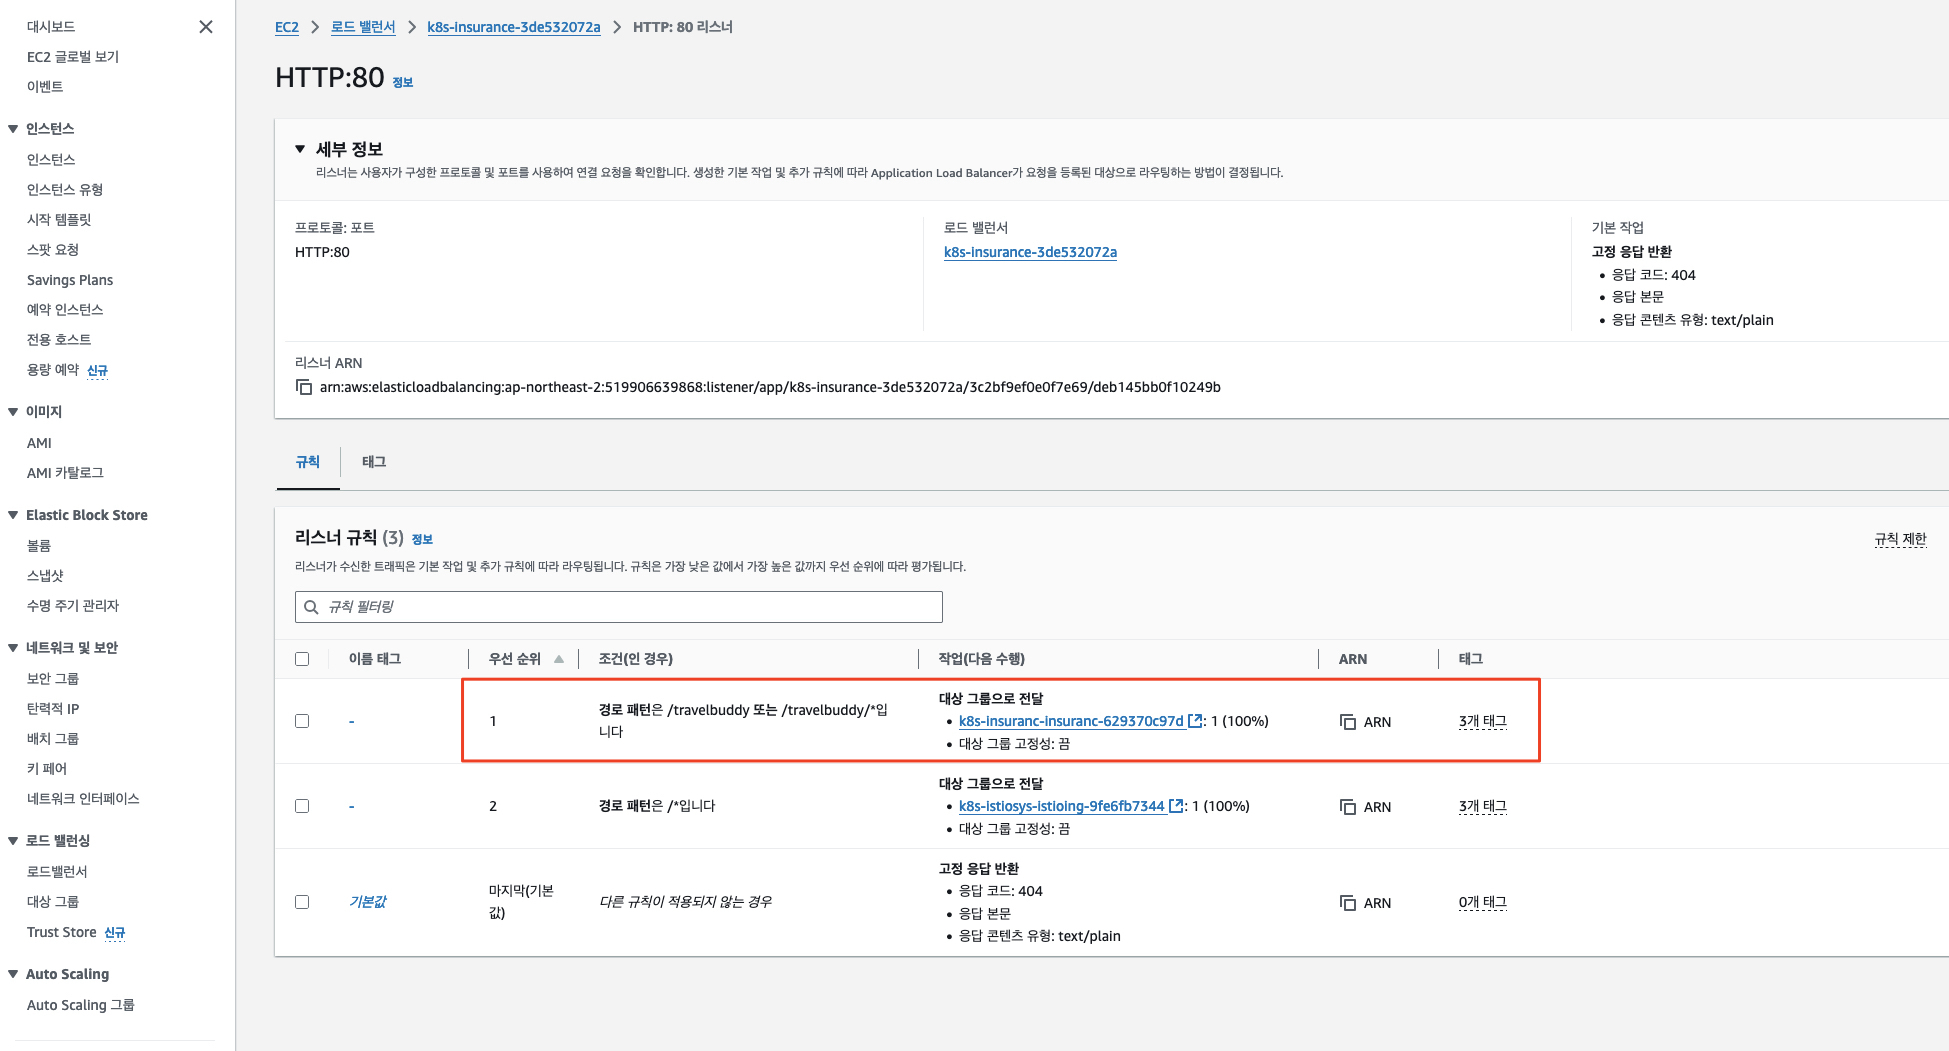 대시보드
EC2 글로벌 보기
이벤트
인스턴스
인스턴스
인스턴스 유형
시작 템플릿
스팟 요청
Savings Plans
예약 인스턴스
전용 호스트
용량 예약 신규
이미지
AMI
AMI 카탈로그
Elastic Block Store
볼륨
스냅샷
수명 주기 관리자
네트워크 및 보안
보안 그룹
탄력적 IP
배치 그룹
키 페어
네트워크 인터페이스
로드 밸런싱
로드밸런서
대상 그룹
Trust Store 신규
Auto Scaling
Auto Scaling 그룹
EC2 > 로드 밸런서 > k8s-insurance-3de532072a > HTTP: 80 리스너
HTTP:80 정보
세부 정보
리스너는 사용자가 구성한 프로토콜 및 포트를 사용하여 연결 요청을 확인합니다. 생성한 기본 작업 및 추가 규칙에 따라 Application Load Balancer가 요청을 등록된 대상으로 라우팅하는 방법이 결정됩니다.
프로토콜: 포트
HTTP:80
로드 밸런서
k8s-insurance-3de532072a
기본 작업
고정 응답 반환
• 응답 코드: 404
• 응답 본문
• 응답 콘텐츠 유형: text/plain
리스너 ARN
arn:aws:elasticloadbalancing:ap-northeast-2:519906639868:listener/app/k8s-insurance-3de532072a/3c2bf9ef0e0f7e69/deb145bb0f10249b
규칙 태그
리스너 규칙 (3) 정보
규칙 제한
리스너가 수신한 트래픽은 기본 작업 및 추가 규칙에 따라 라우팅됩니다. 규칙은 가장 낮은 값에서 가장 높은 값까지 우선 순위에 따라 평가됩니다.
규칙 필터링
이름 태그 우선 순위 조건(인 경우) 작업(다음 수행) ARN 태그
-
1
경로 패턴은 /travelbuddy 또는 /travelbuddy/*입
니다
대상 그룹으로 전달
• k8s-insuranc-insuranc-629370c97d : 1 (100%)
• 대상 그룹 고정성: 끔
ARN
3개 태그
-
2
경로 패턴은 /*입니다
대상 그룹으로 전달
• k8s-istiosys-istioing-9fe6fb7344 : 1 (100%)
• 대상 그룹 고정성: 끔
ARN
3개 태그
기본값
마지막(기본
값)
다른 규칙이 적용되지 않는 경우
고정 응답 반환
• 응답 코드: 404
• 응답 본문
• 응답 콘텐츠 유형: text/plain
ARN
0개 태그